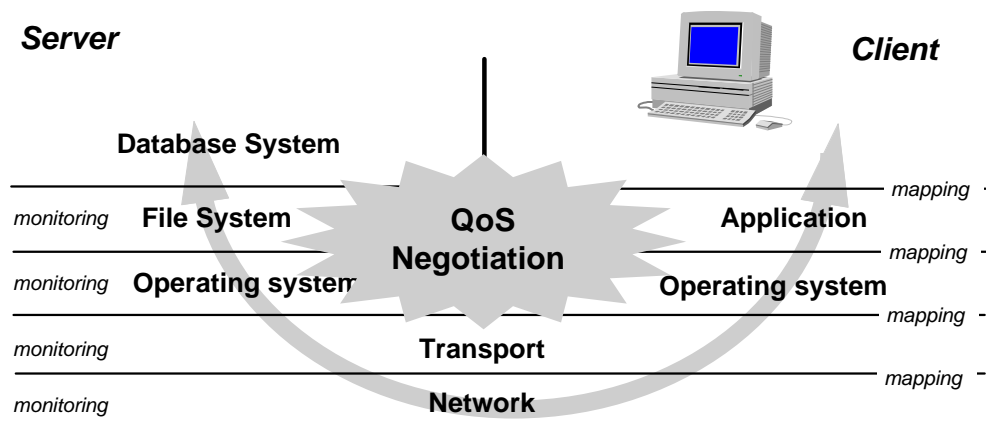 Server
Client
Database System
mapping
monitoring File System QoS Application
Negotiation
mapping
monitoring Operating system Operating system
mapping
monitoring Transport
mapping
monitoring Network